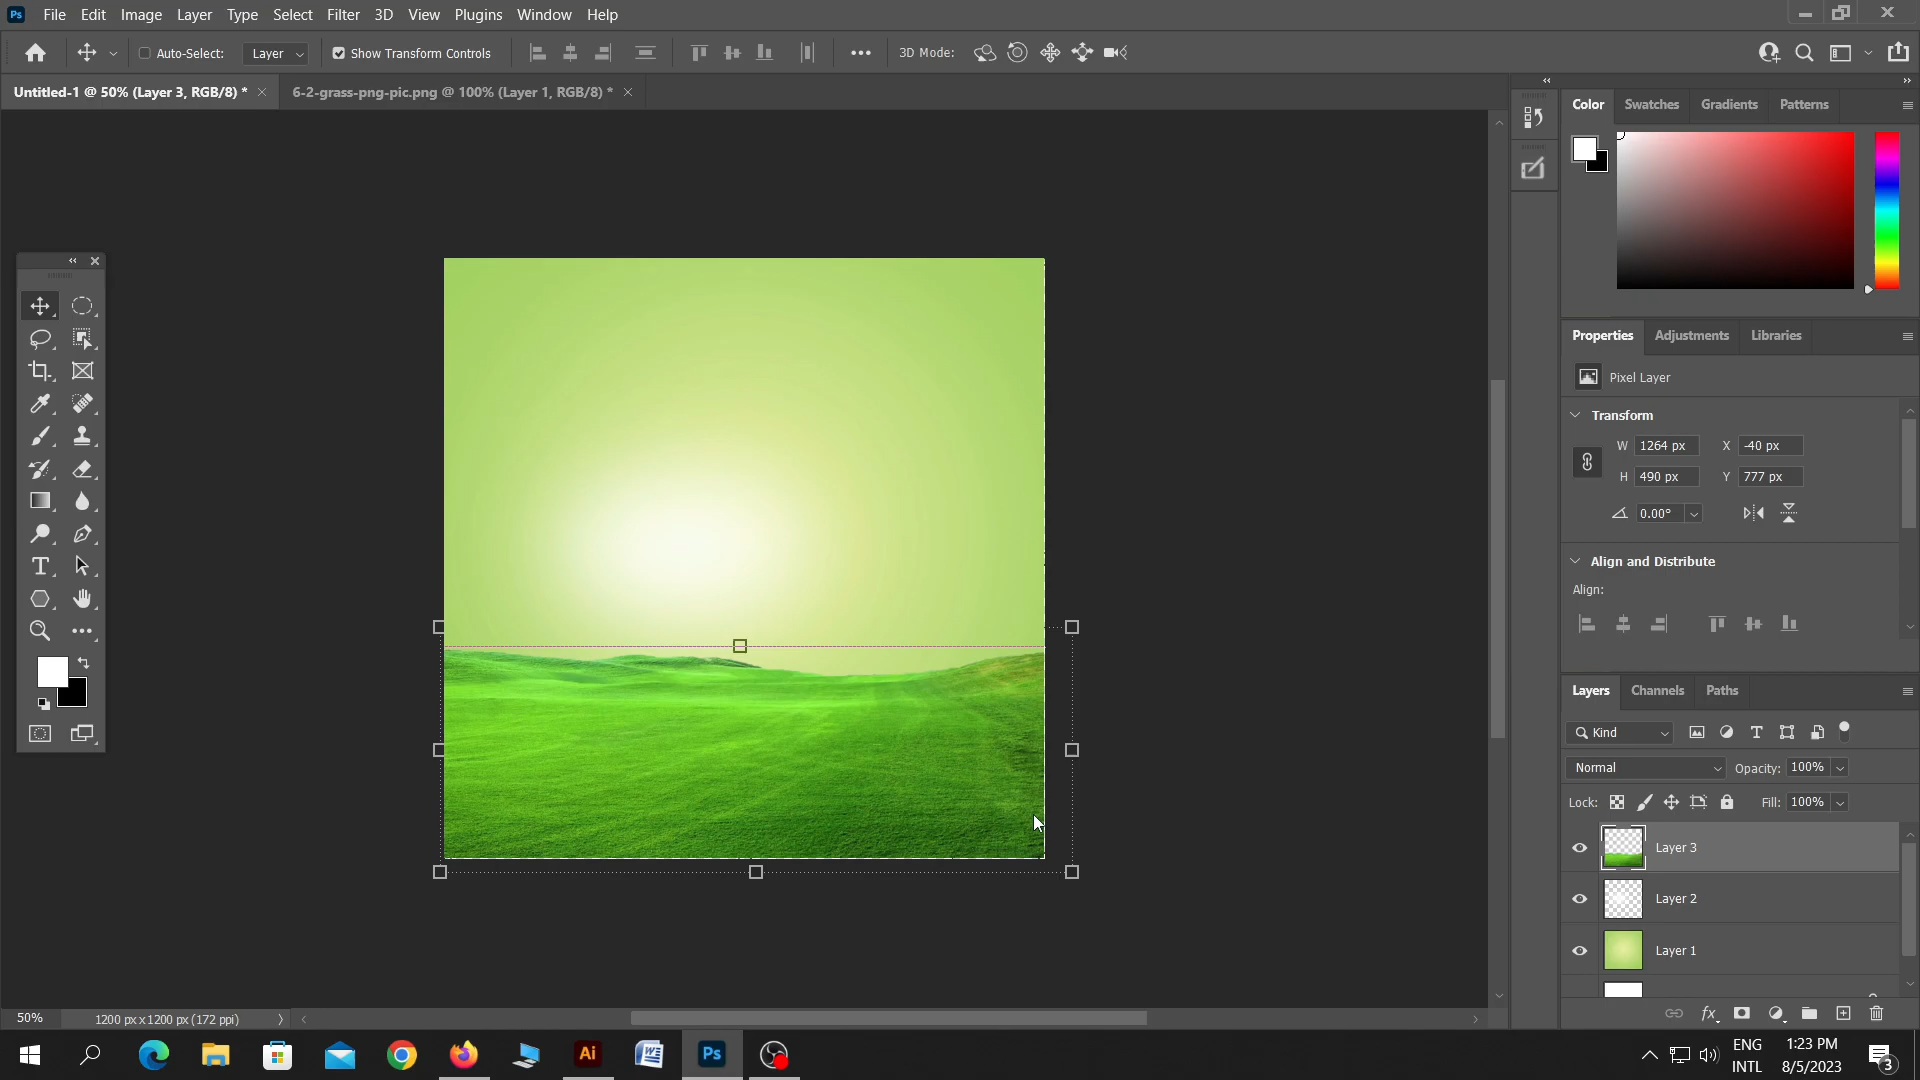 Ps File Edit Image Layer Type Select Filter 3D View Plugins Window Help
Auto-Select: Layer Show Transform Controls 3D Mode:
Untitled-1 @ 50% (Layer 3, RGB/8) * 6-2-grass-png-pic.png @ 100% (Layer 1, RGB/8) *
Color Swatches Gradients Patterns
Properties Adjustments Libraries
Pixel Layer
Transform
W 1264 px X -40 px
H 490 px Y 777 px
0.00°
Align and Distribute
Align:
Layers Channels Paths
Kind
Normal Opacity: 100%
Lock: Fill: 100%
Layer 3
Layer 2
Layer 1
50% 1200 px x 1200 px (172 ppi)
Ai Ps
ENG 1:23 PM
INTL 8/5/2023
3